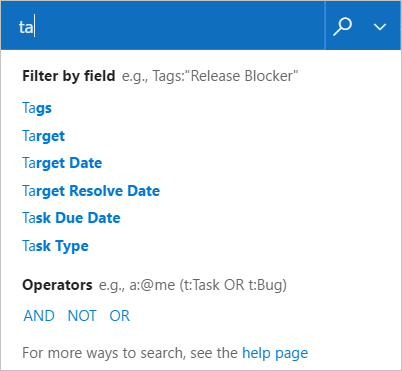 ta
Filter by field e.g., Tags:"Release Blocker"
Tags
Target
Target Date
Target Resolve Date
Task Due Date
Task Type
Operators e.g., a:@me (t:Task OR t:Bug)
AND NOT OR
For more ways to search, see the help page